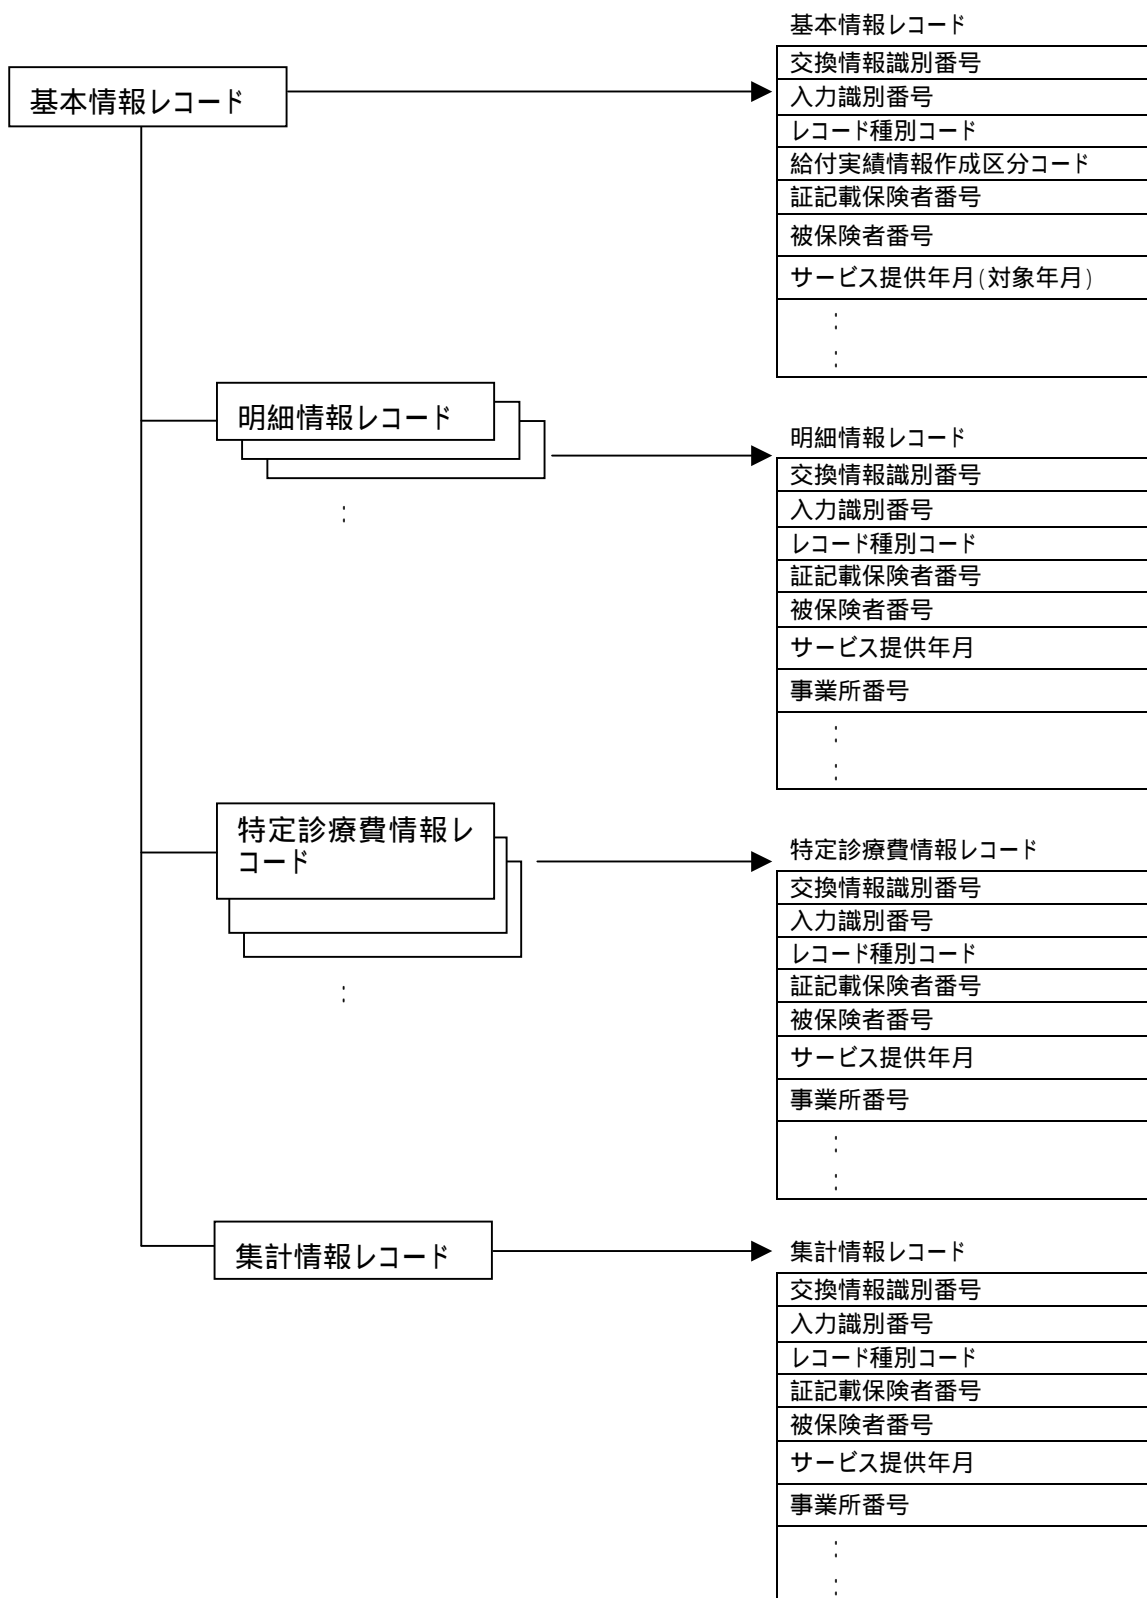 基本情報レコード
基本情報レコード
交換情報識別番号
入力識別番号
レコード種別コード
給付実績情報作成区分コード
証記載保険者番号
被保険者番号
サービス提供年月(対象年月)
:
:
明細情報レコード
:
明細情報レコード
交換情報識別番号
入力識別番号
レコード種別コード
証記載保険者番号
被保険者番号
サービス提供年月
事業所番号
:
:
特定診療費情報レ
コード
:
特定診療費情報レコード
交換情報識別番号
入力識別番号
レコード種別コード
証記載保険者番号
被保険者番号
サービス提供年月
事業所番号
:
:
集計情報レコード
集計情報レコード
交換情報識別番号
入力識別番号
レコード種別コード
証記載保険者番号
被保険者番号
サービス提供年月
事業所番号
:
: